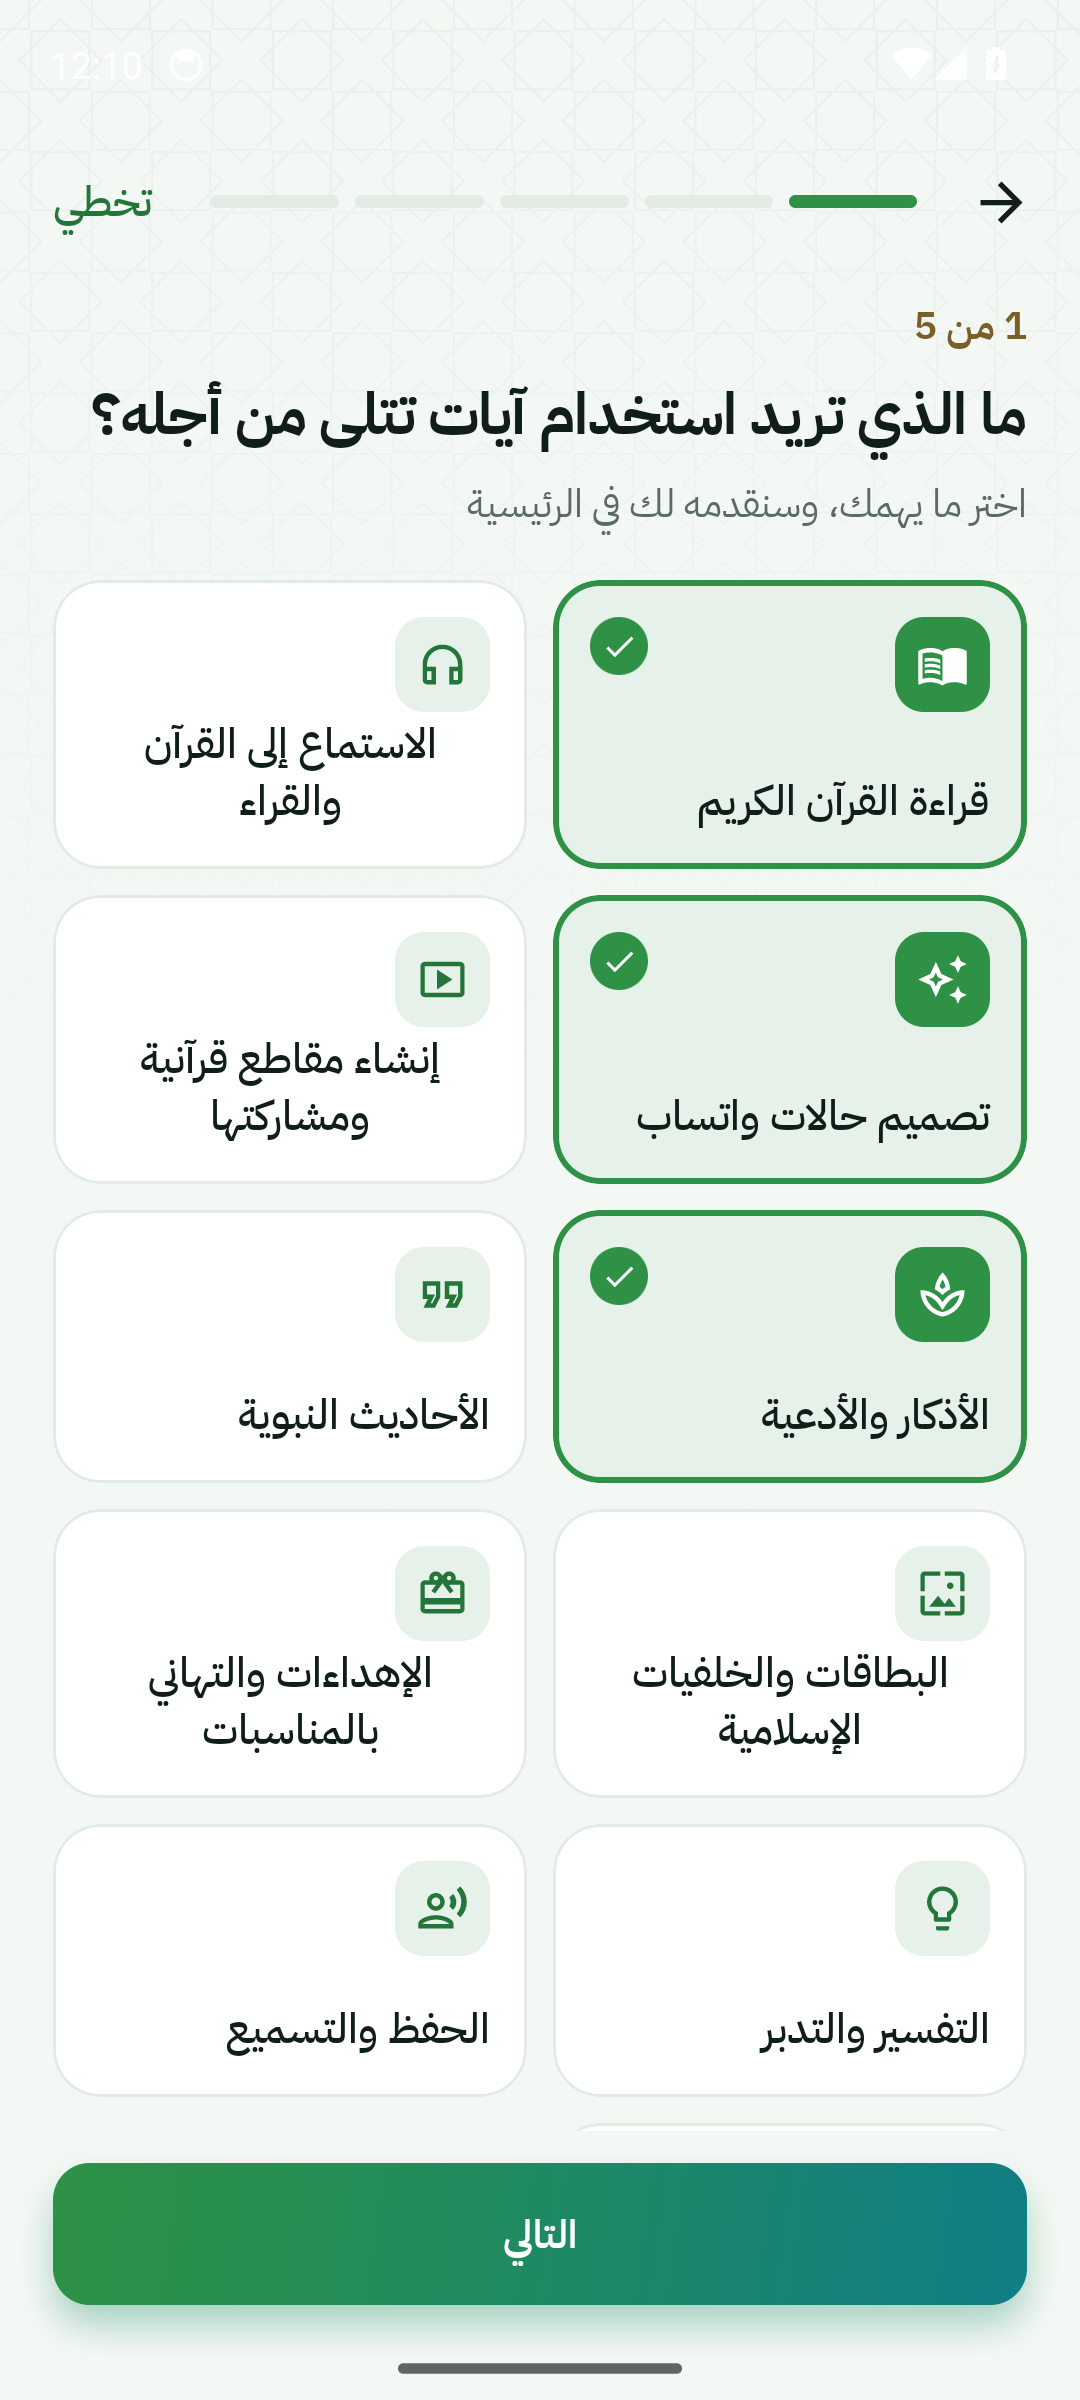 12:10
تخطي
1 من 5
ما الذي تريد استخدام آيات تتلى من أجله؟
اختر ما يهمك، وسنقدمه لك في الرئيسية
قراءة القرآن الكريم
الاستماع إلى القرآن
والقراء
تصميم حالات واتساب
إنشاء مقاطع قرآنية
ومشاركتها
الأذكار والأدعية
الأحاديث النبوية
البطاقات والخلفيات
الإسلامية
الإهداءات والتهاني
بالمناسبات
التفسير والتدبر
الحفظ والتسميع
التالي